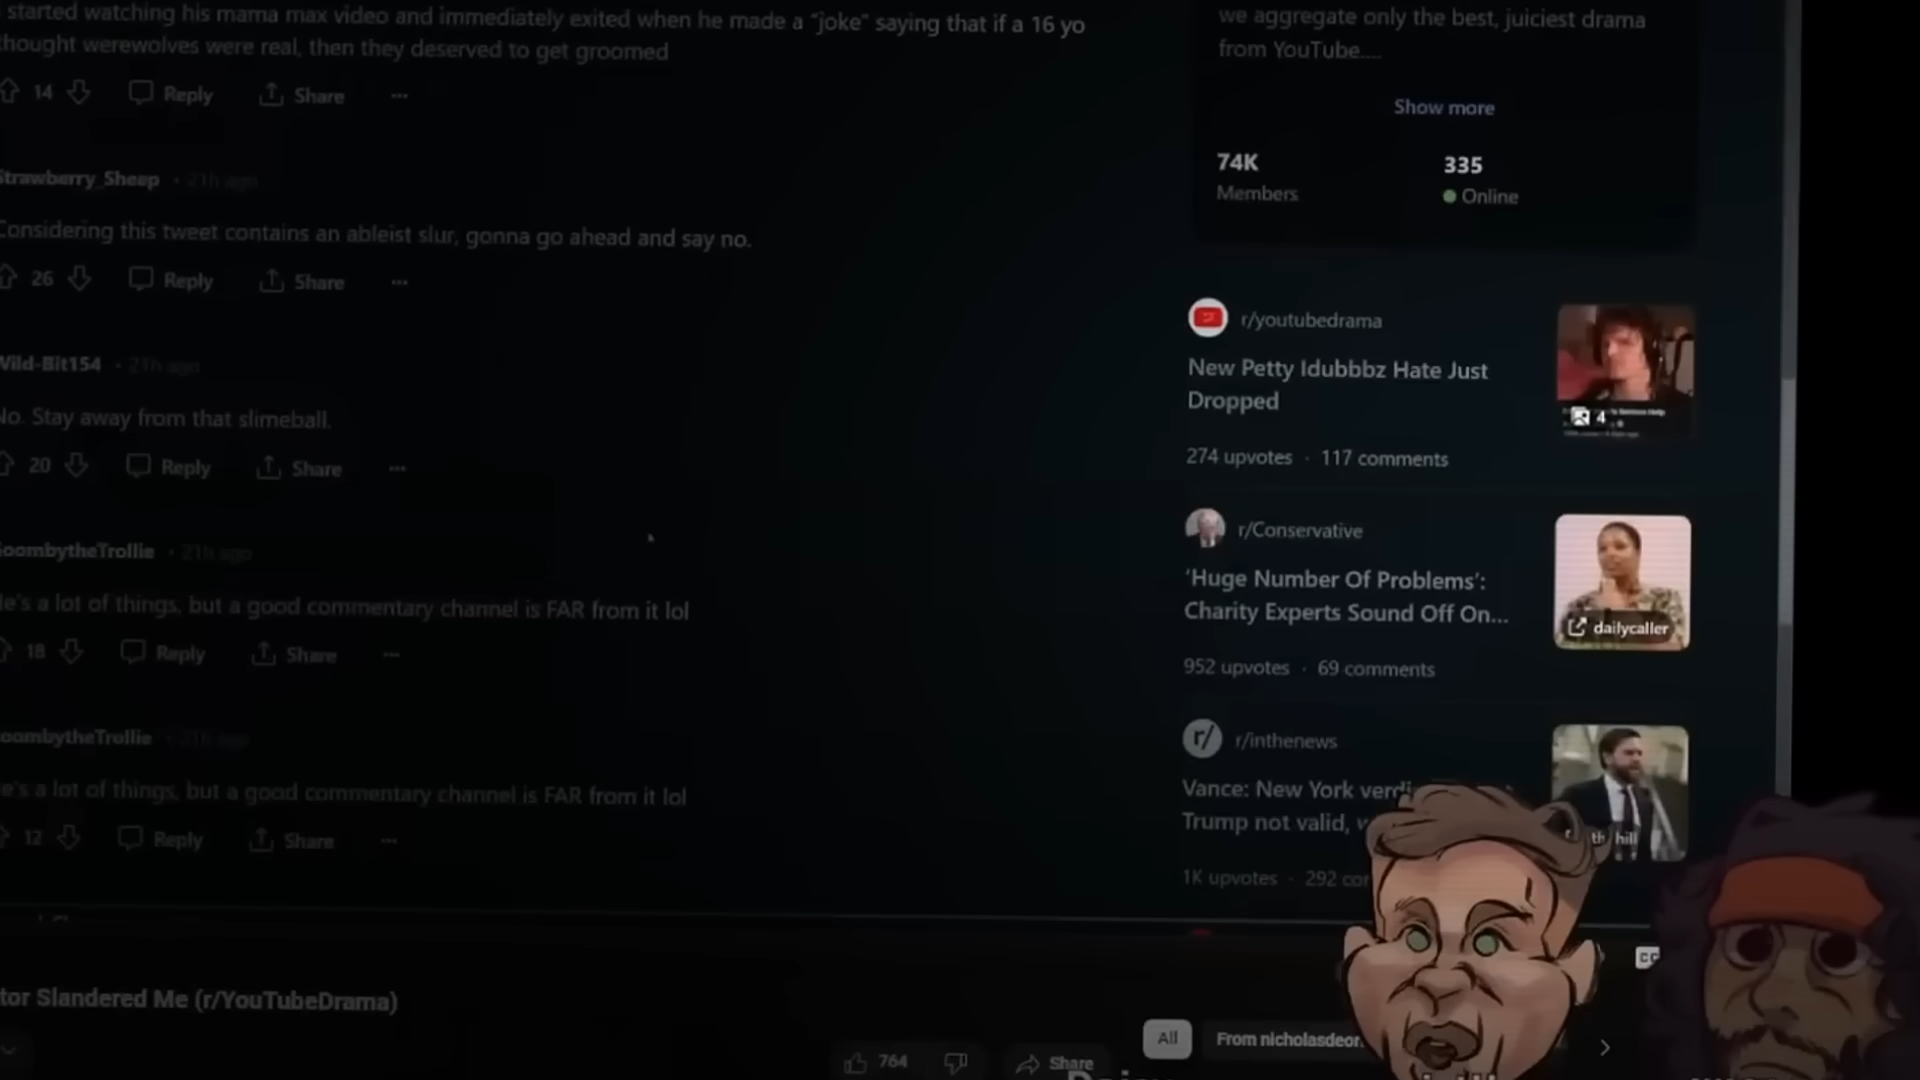 started watching his mama max video and immediately exited when he made a "joke" saying that if a 16 yo
thought werewolves were real, then they deserved to get groomed
14 Reply Share ...
Strawberry_Sheep • 21h ago
Considering this tweet contains an ableist slur, gonna go ahead and say no.
26 Reply Share ...
Wild-Bit154 • 21h ago
No. Stay away from that slimeball.
20 Reply Share ...
GoombytheTrollie • 21h ago
He's a lot of things, but a good commentary channel is FAR from it lol
18 Reply Share ...
GoombytheTrollie • 21h ago
He's a lot of things, but a good commentary channel is FAR from it lol
12 Reply Share ...
we aggregate only the best, juiciest drama
from YouTube....
Show more
74K 335
Members Online
r/youtubedrama
New Petty Idubbbz Hate Just
Dropped
4
274 upvotes · 117 comments
r/Conservative
'Huge Number Of Problems':
Charity Experts Sound Off On...
dailycaller
952 upvotes · 69 comments
r/ r/inthenews
Vance: New York verdi
Trump not valid,
hill
1K upvotes · 292
CC
tor Slandered Me (r/YouTubeDrama)
764 Share
All From nicholasdeor